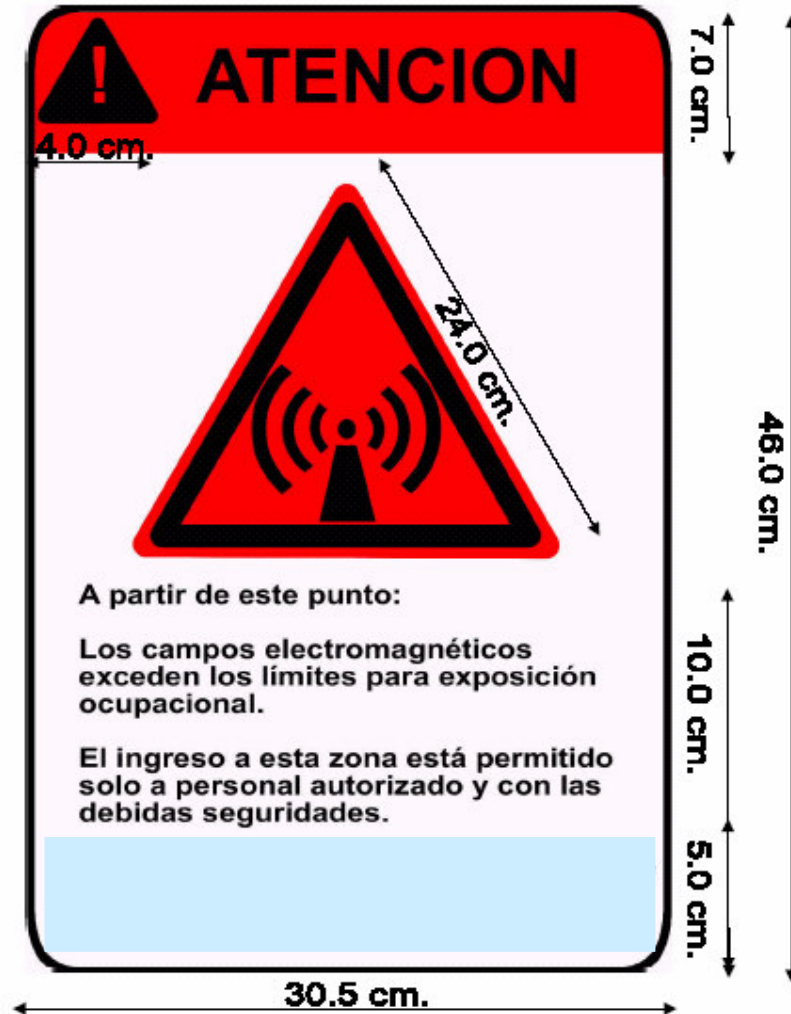 !
ATENCION
7.0 cm.
4.0 cm.
24.0 cm.
46.0 cm.
A partir de este punto:
Los campos electromagnéticos
exceden los límites para exposición
ocupacional.
10.0 cm.
El ingreso a esta zona está permitido
solo a personal autorizado y con las
debidas seguridades.
5.0 cm.
30.5 cm.